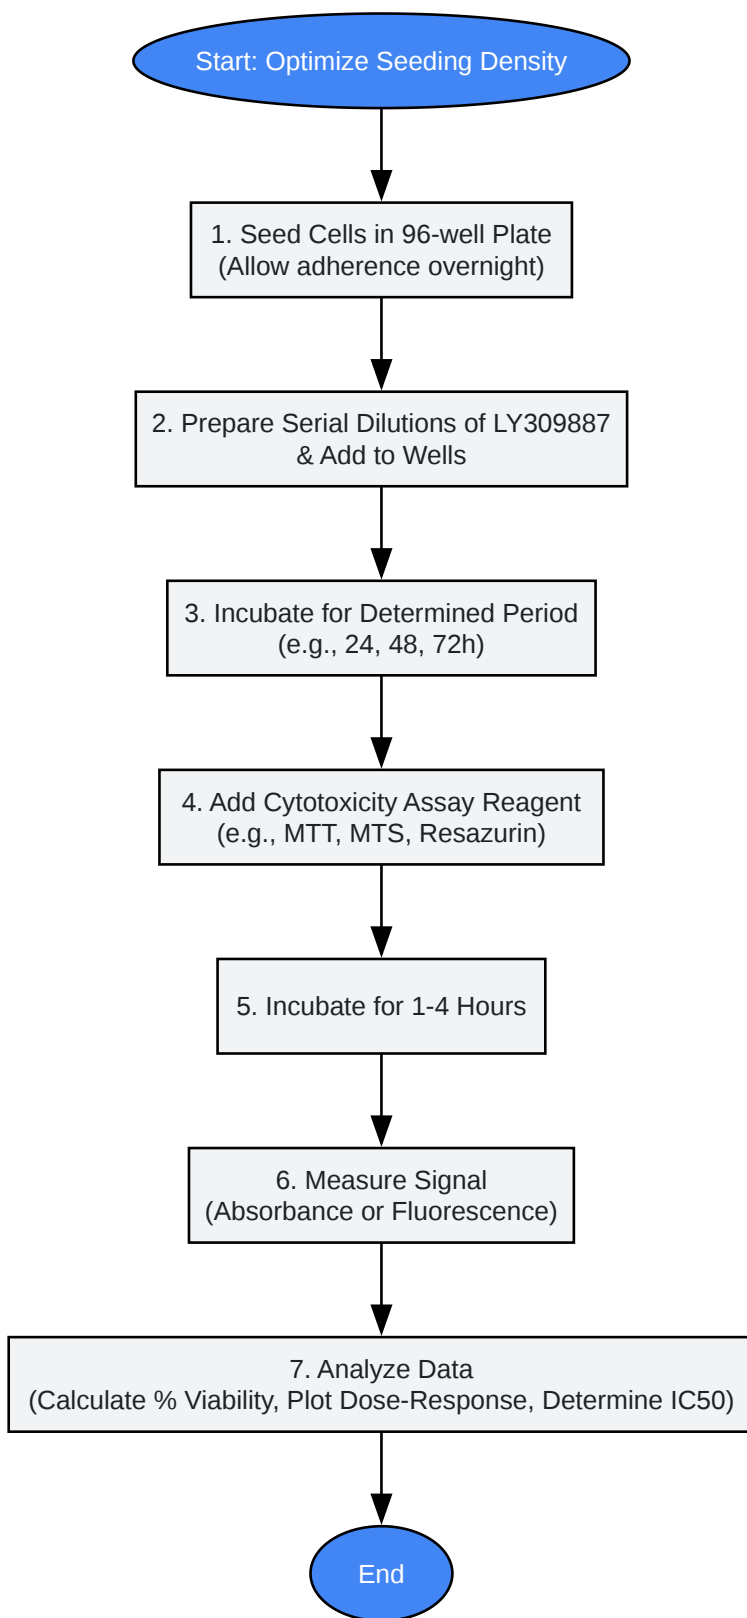 Start: Optimize Seeding Density
1. Seed Cells in 96-well Plate
(Allow adherence overnight)
2. Prepare Serial Dilutions of LY309887
& Add to Wells
3. Incubate for Determined Period
(e.g., 24, 48, 72h)
4. Add Cytotoxicity Assay Reagent
(e.g., MTT, MTS, Resazurin)
5. Incubate for 1-4 Hours
6. Measure Signal
(Absorbance or Fluorescence)
7. Analyze Data
(Calculate % Viability, Plot Dose-Response, Determine IC50)
End